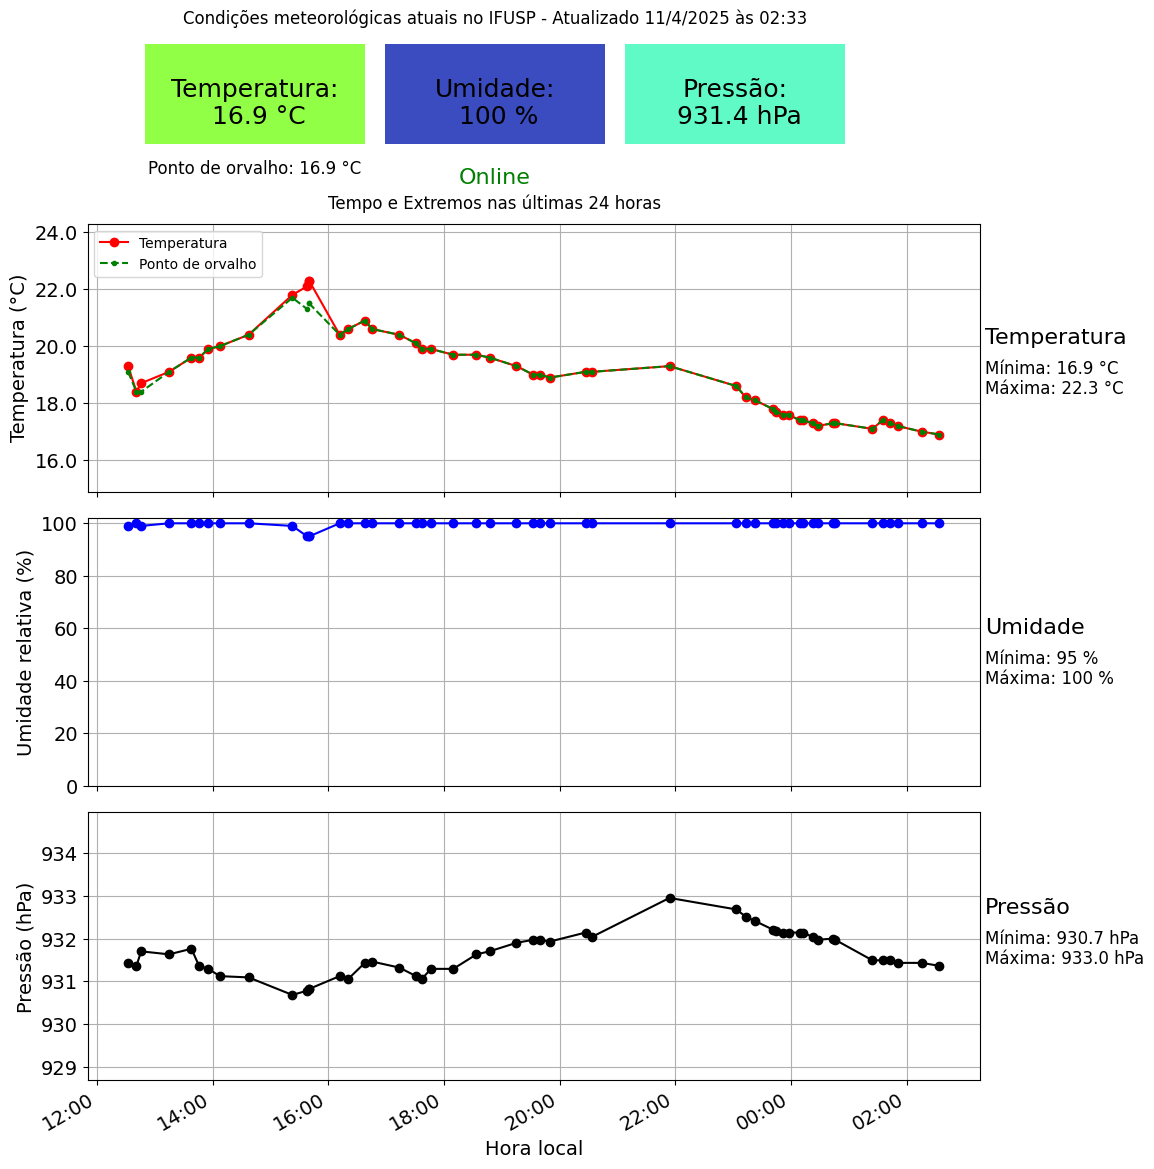 Condições meteorológicas atuais no IFUSP - Atualizado 11/4/2025 às 02:33
Temperatura:
16.9 °C
Umidade:
100 %
Pressão:
931.4 hPa
Ponto de orvalho: 16.9 °C
Online
Tempo e Extremos nas últimas 24 horas
Temperatura (°C)
24.0
22.0
20.0
18.0
16.0
Temperatura
Ponto de orvalho
Temperatura
Mínima: 16.9 °C
Máxima: 22.3 °C
Umidade relativa (%)
100
80
60
40
20
0
Umidade
Mínima: 95 %
Máxima: 100 %
Pressão (hPa)
934
933
932
931
930
929
Pressão
Mínima: 930.7 hPa
Máxima: 933.0 hPa
12:00
14:00
16:00
18:00
20:00
22:00
00:00
02:00
Hora local